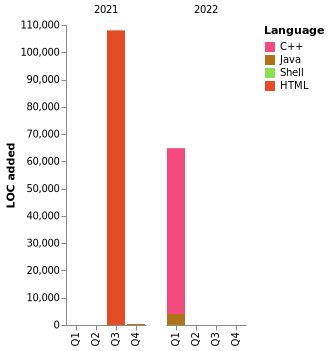 2021
2022
LOC added
110,000
100,000
90,000
80,000
70,000
60,000
50,000
40,000
30,000
20,000
10,000
0
Q1
Q2
Q3
Q4
Q1
Q2
Q3
Q4
Language
C++
Java
Shell
HTML